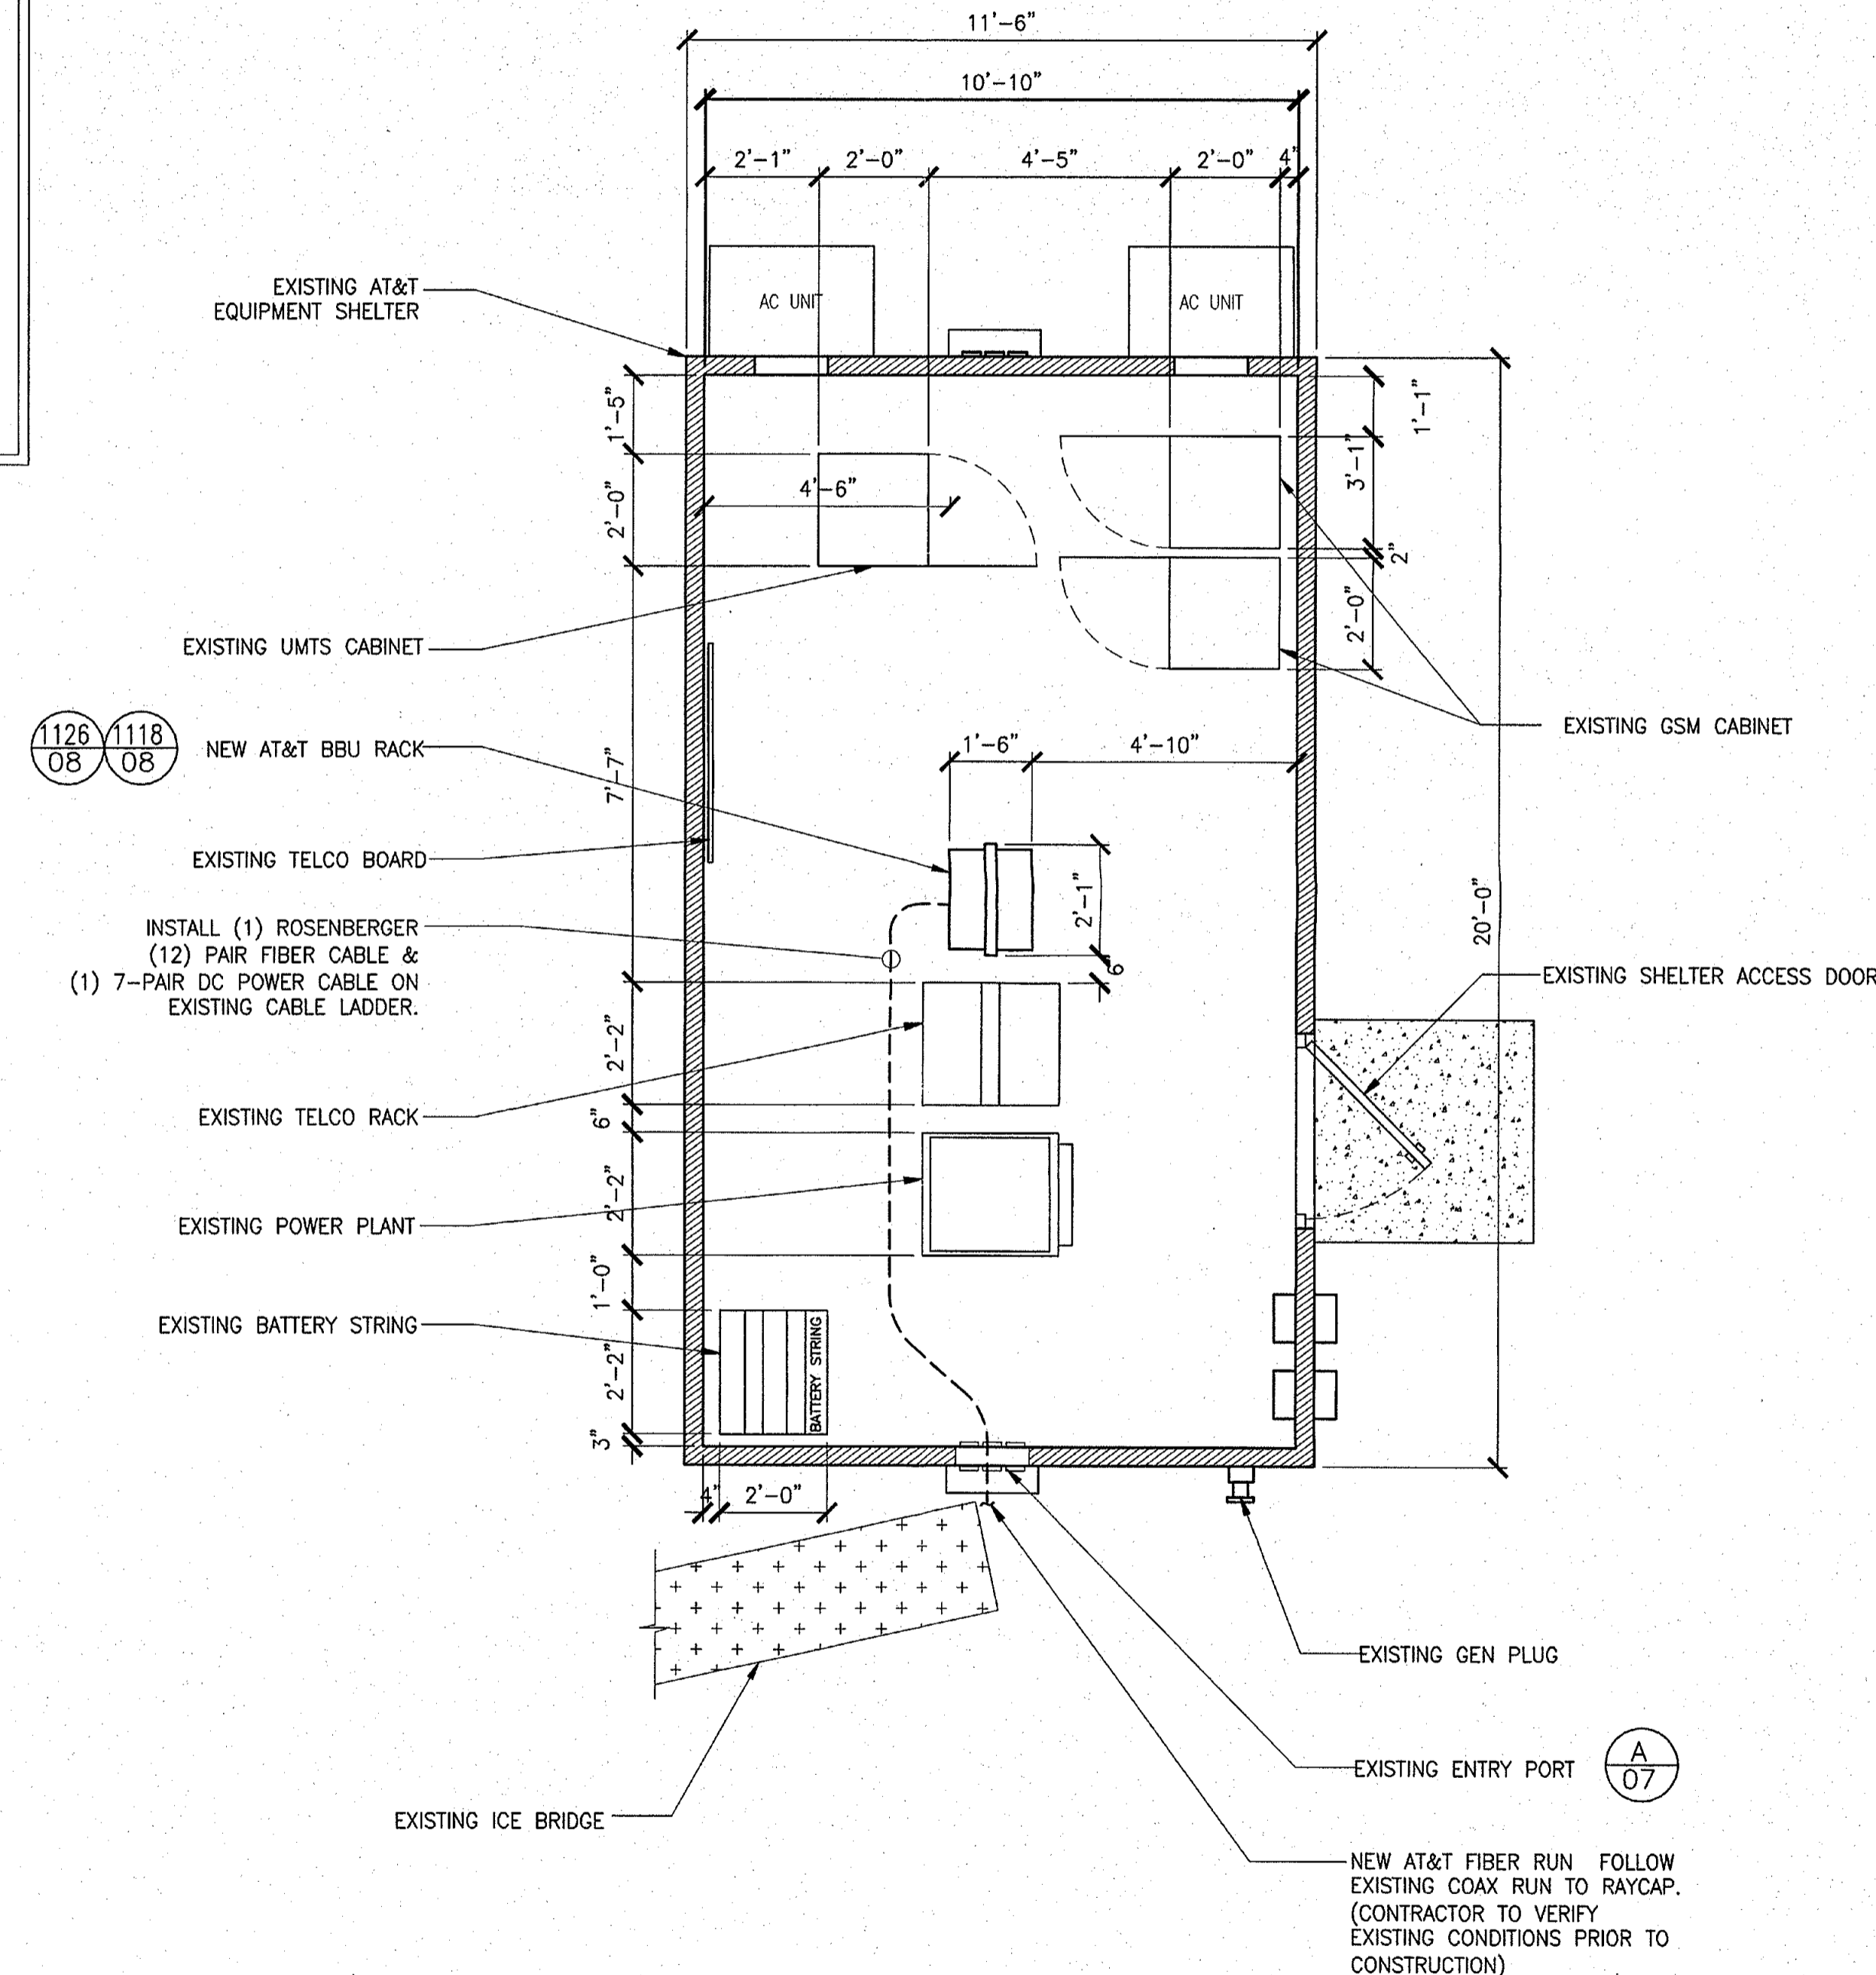 11'-6"
10'-10"
2'-1" 2'-0" 4'-5" 2'-0" 4"
AC UNIT
AC UNIT
EXISTING AT&T
EQUIPMENT SHELTER
1'-5"
1'-1"
4'-6"
3'-1"
2'-0"
2"
2'-0"
EXISTING UMTS CABINET
EXISTING GSM CABINET
1126
08
1118
08
NEW AT&T BBU RACK
1'-6" 4'-10"
7'-7"
EXISTING TELCO BOARD
2'-1"
20'-0"
INSTALL (1) ROSENBERGER
(12) PAIR FIBER CABLE &
(1) 7-PAIR DC POWER CABLE ON
EXISTING CABLE LADDER.
6"
EXISTING SHELTER ACCESS DOOR
2'-2"
EXISTING TELCO RACK
6"
2'-2"
EXISTING POWER PLANT
1'-0"
EXISTING BATTERY STRING
BATTERY STRING
2'-2"
3"
4" 2'-0"
EXISTING GEN PLUG
EXISTING ENTRY PORT
A
07
EXISTING ICE BRIDGE
NEW AT&T FIBER RUN FOLLOW
EXISTING COAX RUN TO RAYCAP.
(CONTRACTOR TO VERIFY
EXISTING CONDITIONS PRIOR TO
CONSTRUCTION)